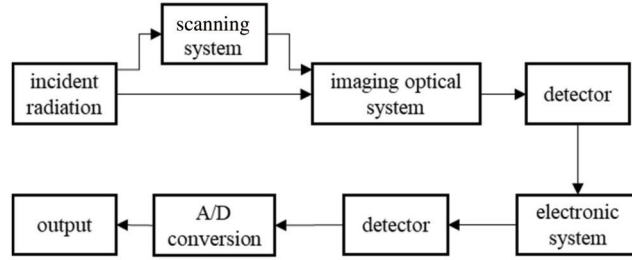 scanning
system
incident
radiation
imaging optical
system
detector
output
A/D
conversion
detector
electronic
system